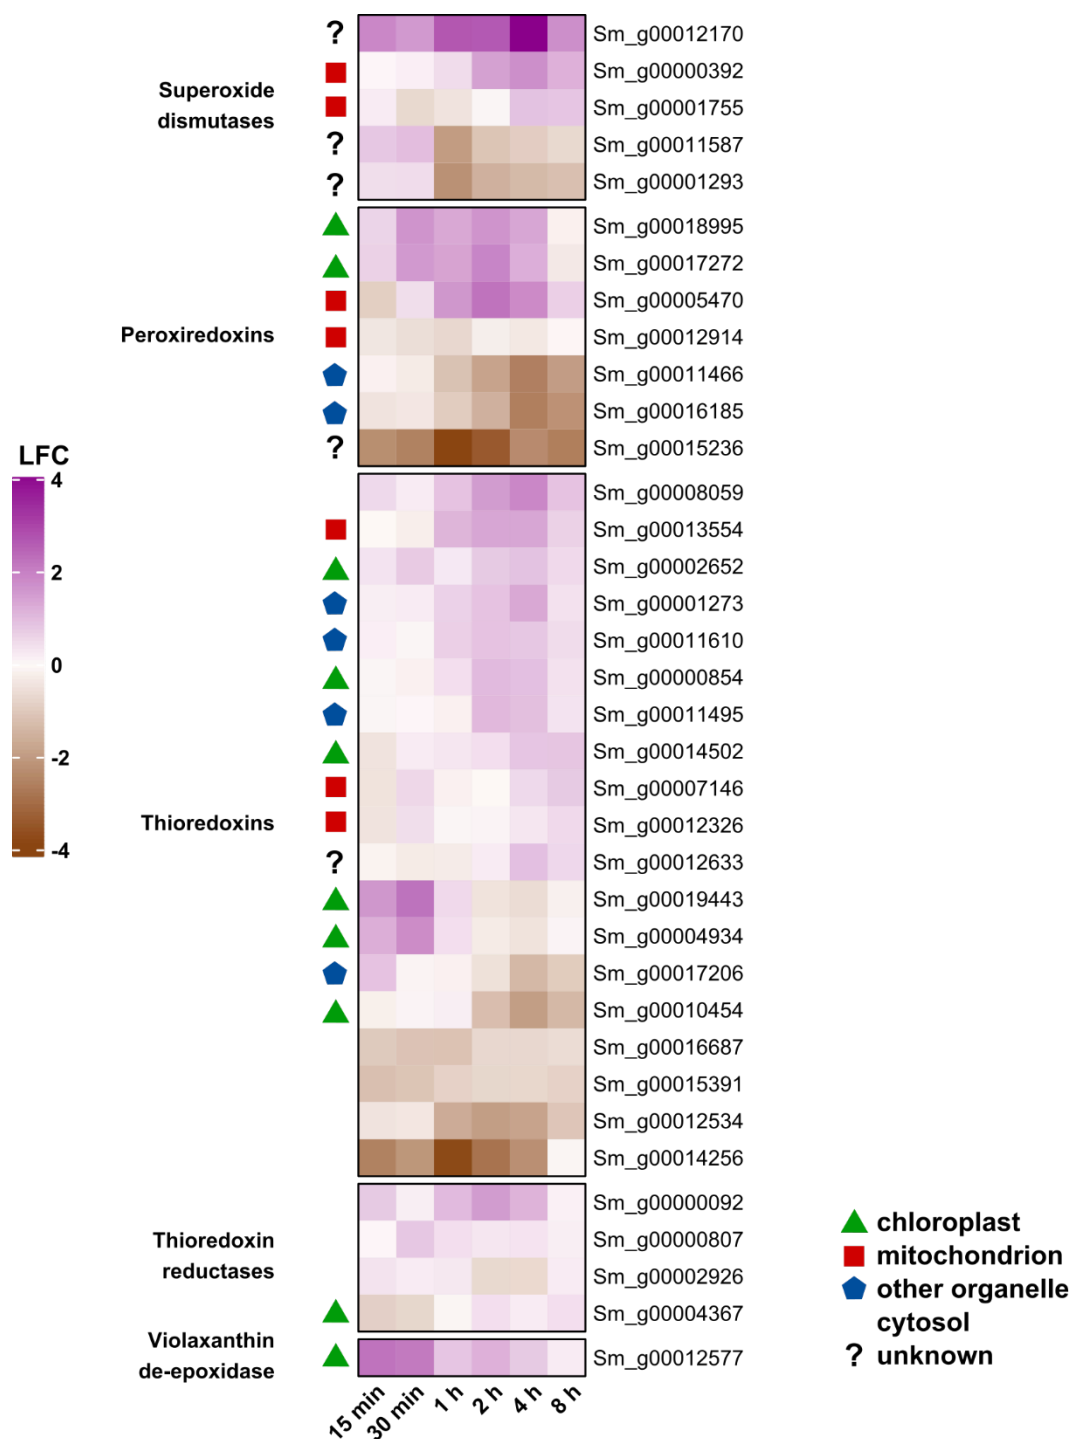 ?
Sm_g00012170
Sm_g00000392
Superoxide
dismutases
Sm_g00001755
?
Sm_g00011587
?
Sm_g00001293
Sm_g00018995
Sm_g00017272
Sm_g00005470
Peroxiredoxins
Sm_g00012914
Sm_g00011466
Sm_g00016185
?
Sm_g00015236
LFC
4
2
0
-2
-4
Sm_g00008059
Sm_g00013554
Sm_g00002652
Sm_g00001273
Sm_g00011610
Sm_g00000854
Sm_g00011495
Sm_g00014502
Sm_g00007146
Thioredoxins
Sm_g00012326
?
Sm_g00012633
Sm_g00019443
Sm_g00004934
Sm_g00017206
Sm_g00010454
Sm_g00016687
Sm_g00015391
Sm_g00012534
Sm_g00014256
Sm_g00000092
Thioredoxin
reductases
Sm_g00000807
Sm_g00002926
Sm_g00004367
Violaxanthin
de-epoxidase
Sm_g00012577
15 min
30 min
1 h
2 h
4 h
8 h
chloroplast
mitochondrion
other organelle
cytosol
? unknown